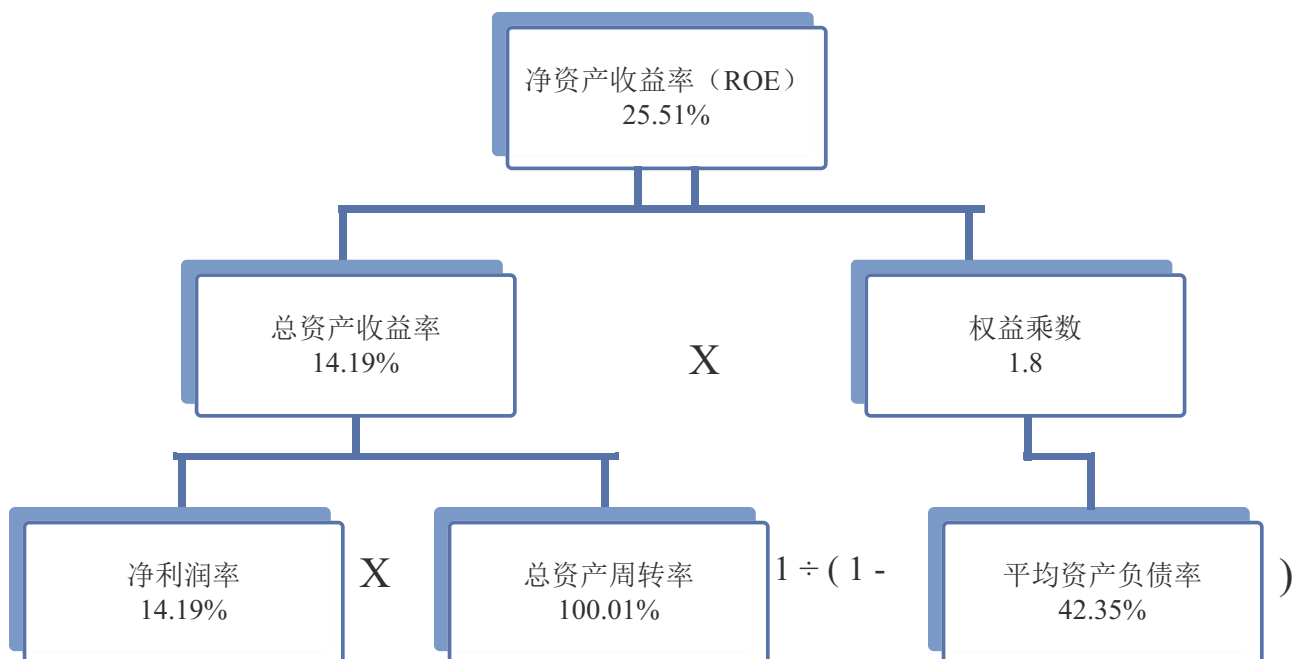 净资产收益率（ROE）
25.51%
总资产收益率
14.19%
X
权益乘数
1.8
净利润率
14.19%
X
总资产周转率
100.01%
1 ÷ ( 1 -
平均资产负债率
42.35%
)